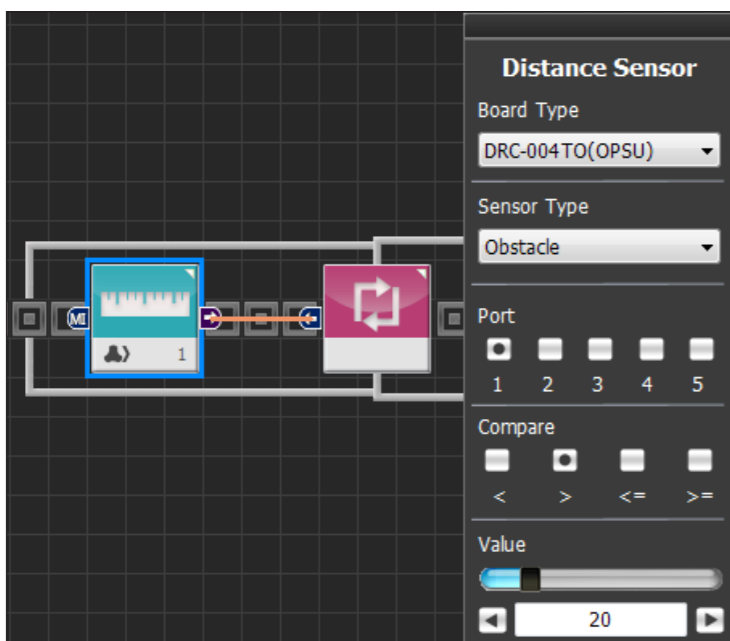 Distance Sensor
Board Type
DRC-004TO(OPSU)
Sensor Type
Obstacle
Port
1 2 3 4 5
Compare
< > <= >=
Value
20
MI
1